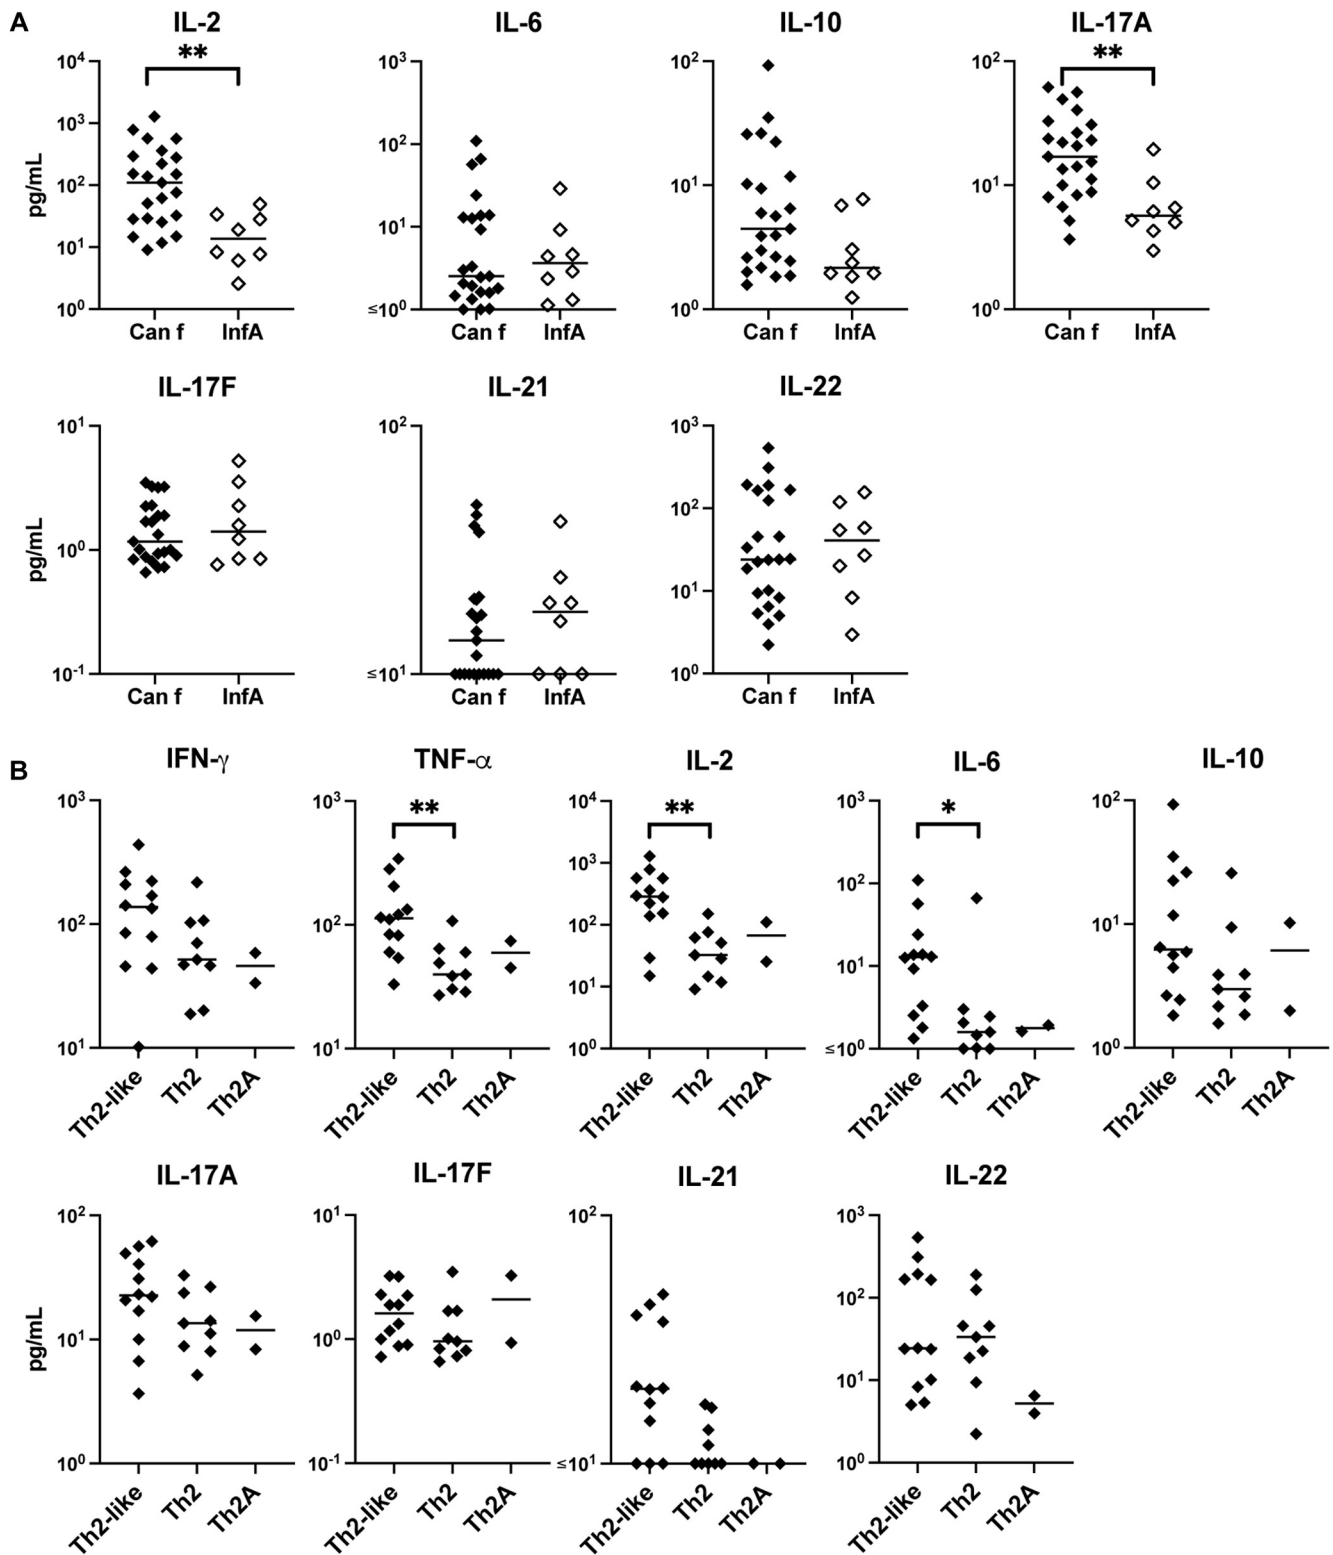 A
IL-2 IL-6 IL-10 IL-17A
** **
pg/mL
10⁴ 10³ 10² 10¹ 10⁰
10³ 10² 10¹ ≤10⁰
10² 10¹ 10⁰
10² 10¹ 10⁰
Can f InfA Can f InfA Can f InfA Can f InfA
IL-17F IL-21 IL-22
pg/mL
10¹ 10⁰ 10⁻¹
10² ≤10¹
10³ 10² 10¹ 10⁰
Can f InfA Can f InfA Can f InfA
B
IFN-γ TNF-α IL-2 IL-6 IL-10
** ** *
10³ 10² 10¹
10³ 10² 10¹
10⁴ 10³ 10² 10¹ 10⁰
10³ 10² 10¹ ≤10⁰
10² 10¹ 10⁰
Th2-like Th2 Th2A Th2-like Th2 Th2A Th2-like Th2 Th2A Th2-like Th2 Th2A Th2-like Th2 Th2A
IL-17A IL-17F IL-21 IL-22
pg/mL
10² 10¹ 10⁰
10¹ 10⁰ 10⁻¹
10² ≤10¹
10³ 10² 10¹ 10⁰
Th2-like Th2 Th2A Th2-like Th2 Th2A Th2-like Th2 Th2A Th2-like Th2 Th2A